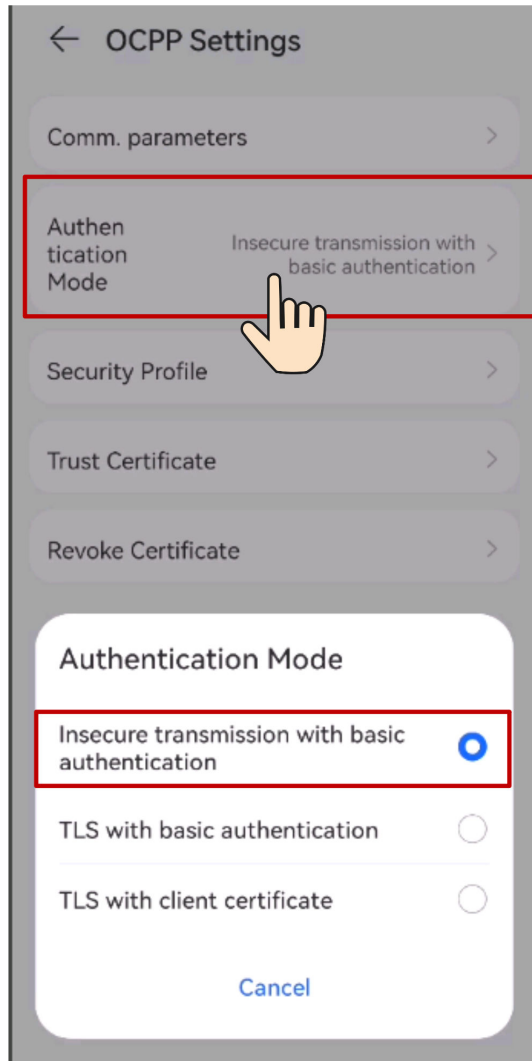 OCPP Settings
Comm. parameters
Authen
tication
Mode
Insecure transmission with
basic authentication
Security Profile
Trust Certificate
Revoke Certificate
Authentication Mode
Insecure transmission with basic
authentication
TLS with basic authentication
TLS with client certificate
Cancel